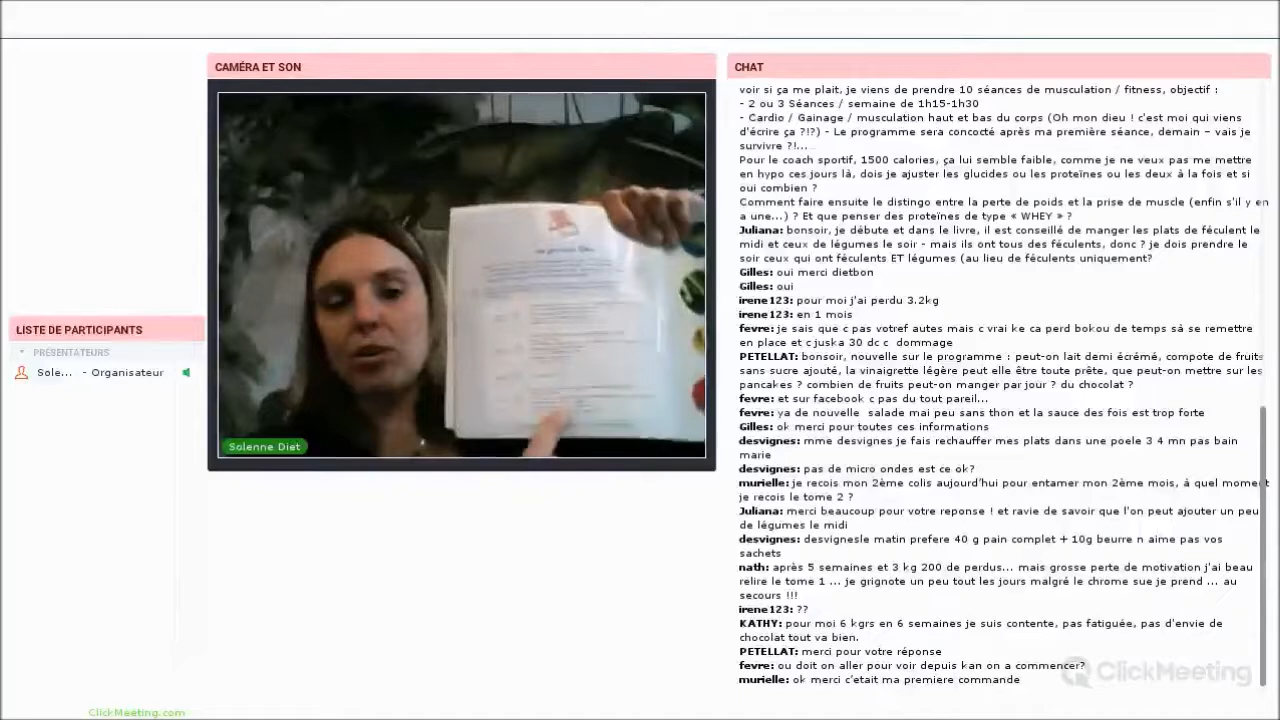 CAMÉRA ET SON
Solenne Diet
LISTE DE PARTICIPANTS
PRÉSENTATEURS
Sole... - Organisateur
CHAT
voir si ça me plait, je viens de prendre 10 séances de musculation / fitness, objectif :
- 2 ou 3 Séances / semaine de 1h15-1h30
- Cardio / Gainage / musculation haut et bas du corps (Oh mon dieu ! c'est moi qui viens
d'écrire ça ?!?) - Le programme sera concocté après ma première séance, demain – vais je
survivre ?!...
Pour le coach sportif, 1500 calories, ça lui semble faible, comme je ne veux pas me mettre
en hypo ces jours là, dois je ajuster les glucides ou les proteïnes ou les deux à la fois et si
oui combien ?
Comment faire ensuite le distingo entre la perte de poids et la prise de muscle (enfin s'il y en
a une...) ? Et que penser des proteïnes de type « WHEY » ?
Juliana: bonsoir, je débute et dans le livre, il est conseillé de manger les plats de féculent le
midi et ceux de légumes le soir - mais ils ont tous des féculents, donc ? je dois prendre le
soir ceux qui ont féculents ET légumes (au lieu de féculents uniquement?
Gilles: oui merci dietbon
Gilles: oui
irene123: pour moi j'ai perdu 3.2kg
irene123: en 1 mois
fevre: je sais que c pas votref autes mais c vrai ke ca perd bokou de temps sà se remettre
en place et c juska 30 dc c dommage
PETELLAT: bonsoir, nouvelle sur le programme : peut-on lait demi écrémé, compote de fruits
sans sucre ajouté, la vinaigrette légère peut elle être toute prête, que peut-on mettre sur les
pancakes ? combien de fruits peut-on manger par jour ? du chocolat ?
fevre: et sur facebook c pas du tout pareil...
fevre: ya de nouvelle salade mai peu sans thon et la sauce des fois est trop forte
Gilles: ok merci pour toutes ces informations
desvignes: mme desvignes je fais rechauffer mes plats dans une poele 3 4 mn pas bain
marie
desvignes: pas de micro ondes est ce ok?
murielle: je recois mon 2ème colis aujourd'hui pour entamer mon 2ème mois, à quel moment
je recois le tome 2 ?
Juliana: merci beaucoup pour votre reponse ! et ravie de savoir que l'on peut ajouter un peu
de légumes le midi
desvignes: desvignesle matin prefere 40 g pain complet + 10g beurre n aime pas vos
sachets
nath: après 5 semaines et 3 kg 200 de perdus... mais grosse perte de motivation j'ai beau
relire le tome 1 ... je grignote un peu tout les jours malgré le chrome sue je prend ... au
secours !!!
irene123: ??
KATHY: pour moi 6 kgrs en 6 semaines je suis contente, pas fatiguée, pas d'envie de
chocolat tout va bien.
PETELLAT: merci pour votre réponse
fevre: ou doit on aller pour voir depuis kan on a commencer?
murielle: ok merci c'etait ma premiere commande
ClickMeeting
ClickMeeting.com